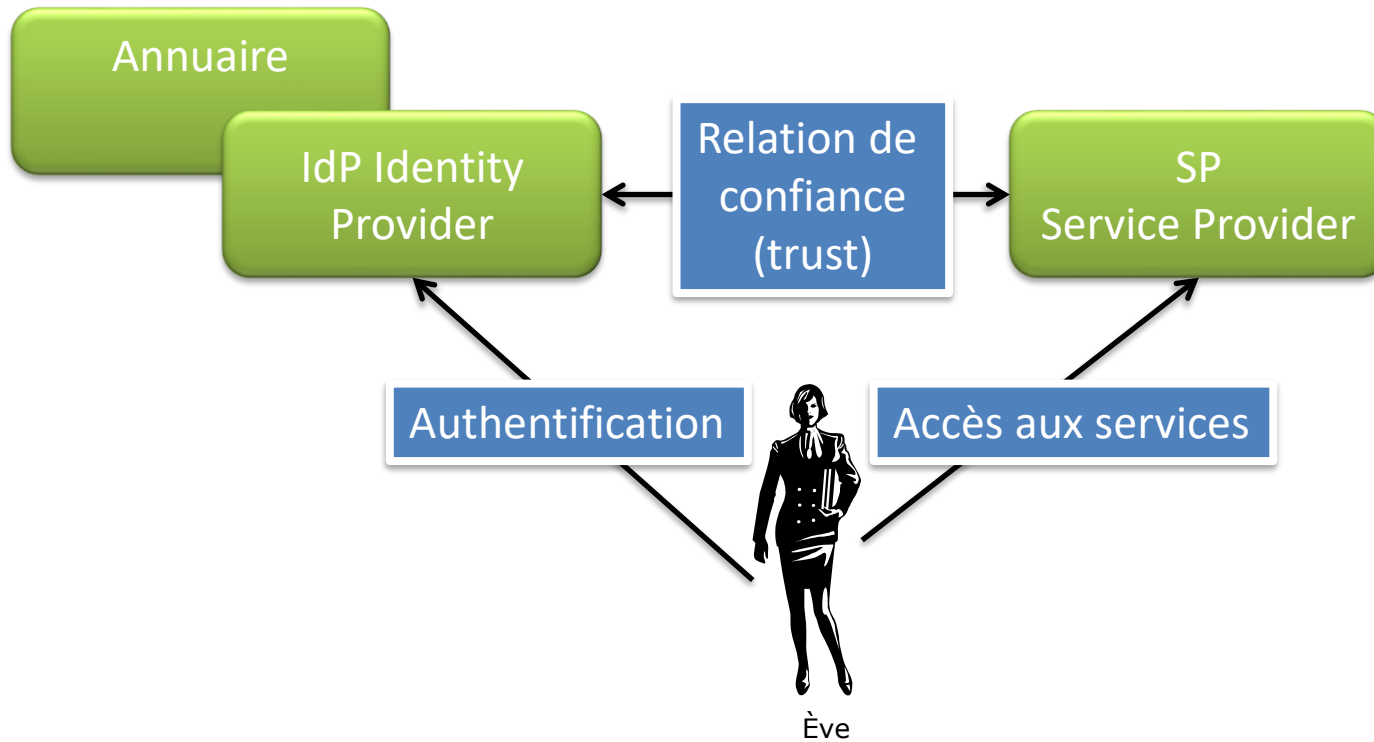 Annuaire
IdP Identity
Provider
Relation de
confiance
(trust)
SP
Service Provider
Authentification
Accès aux services
Ève